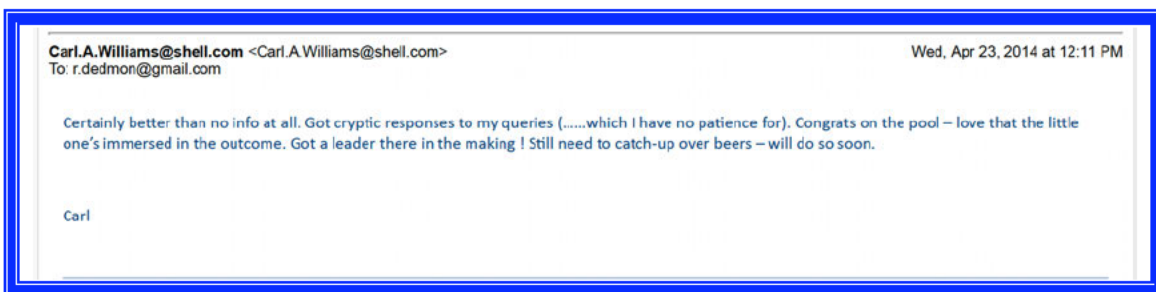 Carl.A.Williams@shell.com <Carl.A.Williams@shell.com> Wed, Apr 23, 2014 at 12:11 PM
To: r.dedmon@gmail.com
Certainly better than no info at all. Got cryptic responses to my queries (......which I have no patience for). Congrats on the pool – love that the little
one's immersed in the outcome. Got a leader there in the making ! Still need to catch-up over beers – will do so soon.
Carl